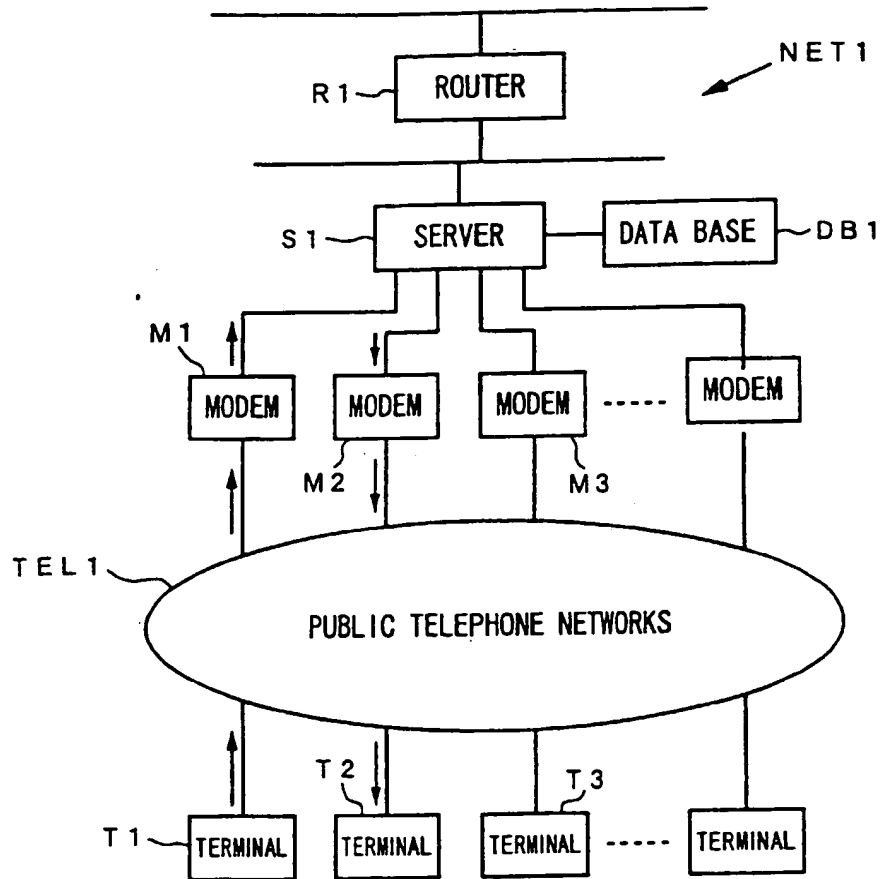 NET1
R1
ROUTER
S1
SERVER
DATA BASE
DB1
M1
MODEM
MODEM
MODEM
MODEM
M2
M3
TEL1
PUBLIC TELEPHONE NETWORKS
T2
T3
T1
TERMINAL
TERMINAL
TERMINAL
TERMINAL